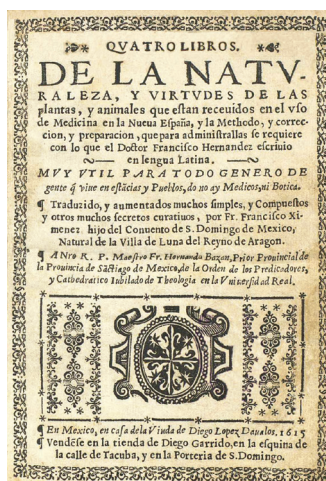 QVATRO LIBROS.
DE LA NATV-
RALEZA, Y VIRTVDES DE LAS
plantas, y animales que estan receuidos en el vso
de Medicina en la Nueua España, y la Methodo, y correc-
cion, y preparacion, que para administrallas se requiere
con lo que el Doctor Francisco Hernandez escriuio
en lengua Latina.
MVY VTIL PARA TODO GENERO DE
gente q̃ viue en estãcias y Pueblos, do no ay Medicos, ni Botica.
¶ Traduzido, y aumentados muchos simples, y Compuestos
y otros muchos secretos curatiuos, por Fr. Francisco Xi-
menez hijo del Conuento de S. Domingo de Mexico,
Natural de la Villa de Luna del Reyno de Aragon.
¶ A Nro R. P. Maestro Fr. Hernando Bazan, Prior Prouincial de
la Prouincia de Sãctiago de Mexico, de la Orden de los Predicadores,
y Cathedratico Iubilado de Theologia en la Vniuersidad Real.
¶ En Mexico, en casa de la Viuda de Diego Lopez Daualos. 1615
¶ Vendese en la tienda de Diego Garrido, en la esquina de
la calle de Tacuba, y en la Porteria de S. Domingo.